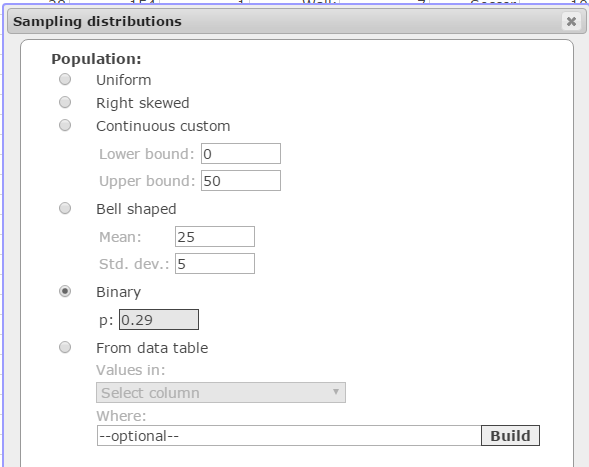 Sampling distributions
Population:
Uniform
Right skewed
Continuous custom
Lower bound: 0
Upper bound: 50
Bell shaped
Mean: 25
Std. dev.: 5
Binary
p: 0.29
From data table
Values in:
Select column
Where:
--optional-- Build